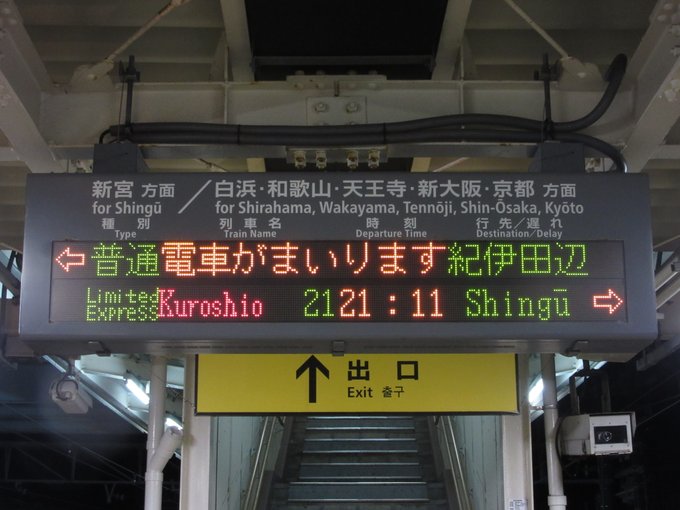 新宮 方面 ／ 白浜・和歌山・天王寺・新大阪・京都 方面
for Shingū for Shirahama, Wakayama, Tennōji, Shin-Ōsaka, Kyōto
種 別 列 車 名 時 刻 行 先／遅 れ
Type Train Name Departure Time Destination/Delay
← 普通 電車がまいります 紀伊田辺
Limited Express Kuroshio 21 21:11 Shingū →
↑ 出口
Exit 출구